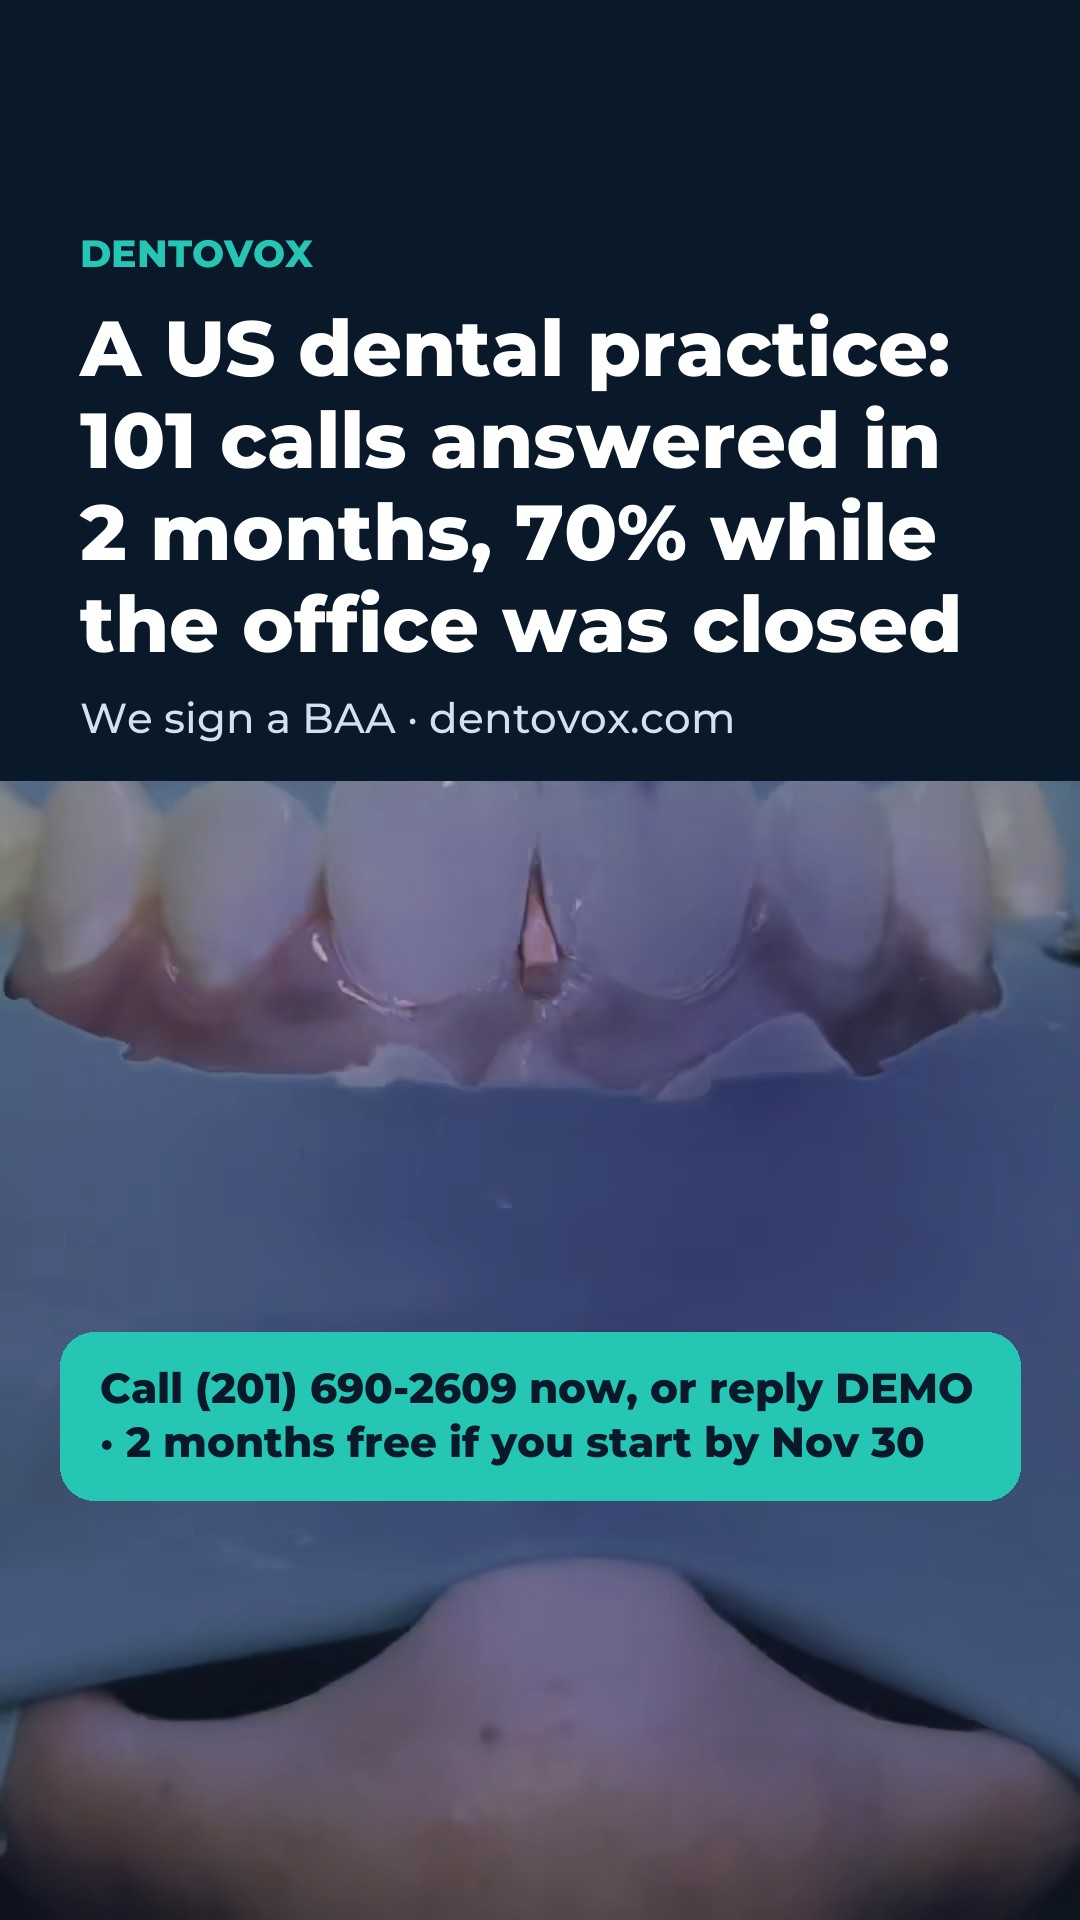 DENTOVOX
A US dental practice:
101 calls answered in
2 months, 70% while
the office was closed
We sign a BAA · dentovox.com
Call (201) 690-2609 now, or reply DEMO
· 2 months free if you start by Nov 30